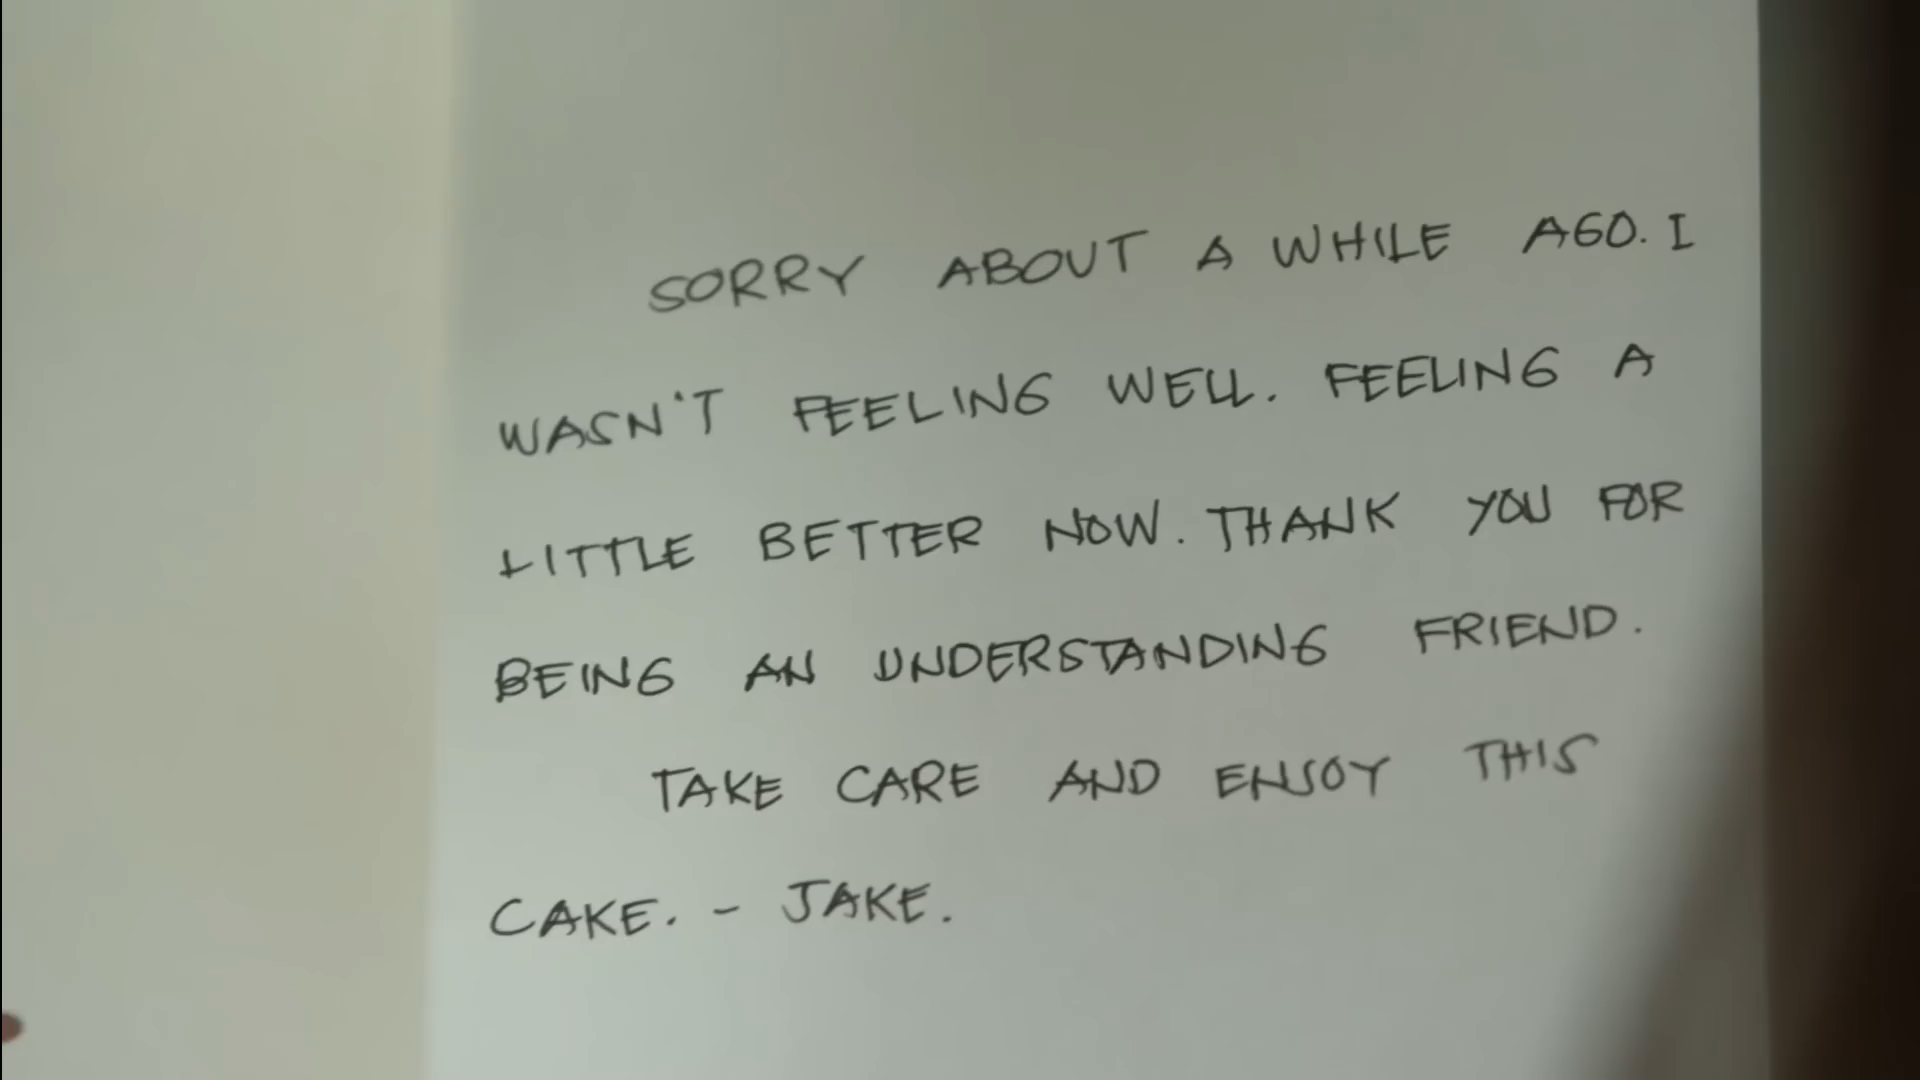 SORRY ABOUT A WHILE AGO. I
WASN'T FEELING WELL. FEELING A
LITTLE BETTER NOW. THANK YOU FOR
BEING AN UNDERSTANDING FRIEND.
TAKE CARE AND ENJOY THIS
CAKE. - JAKE.